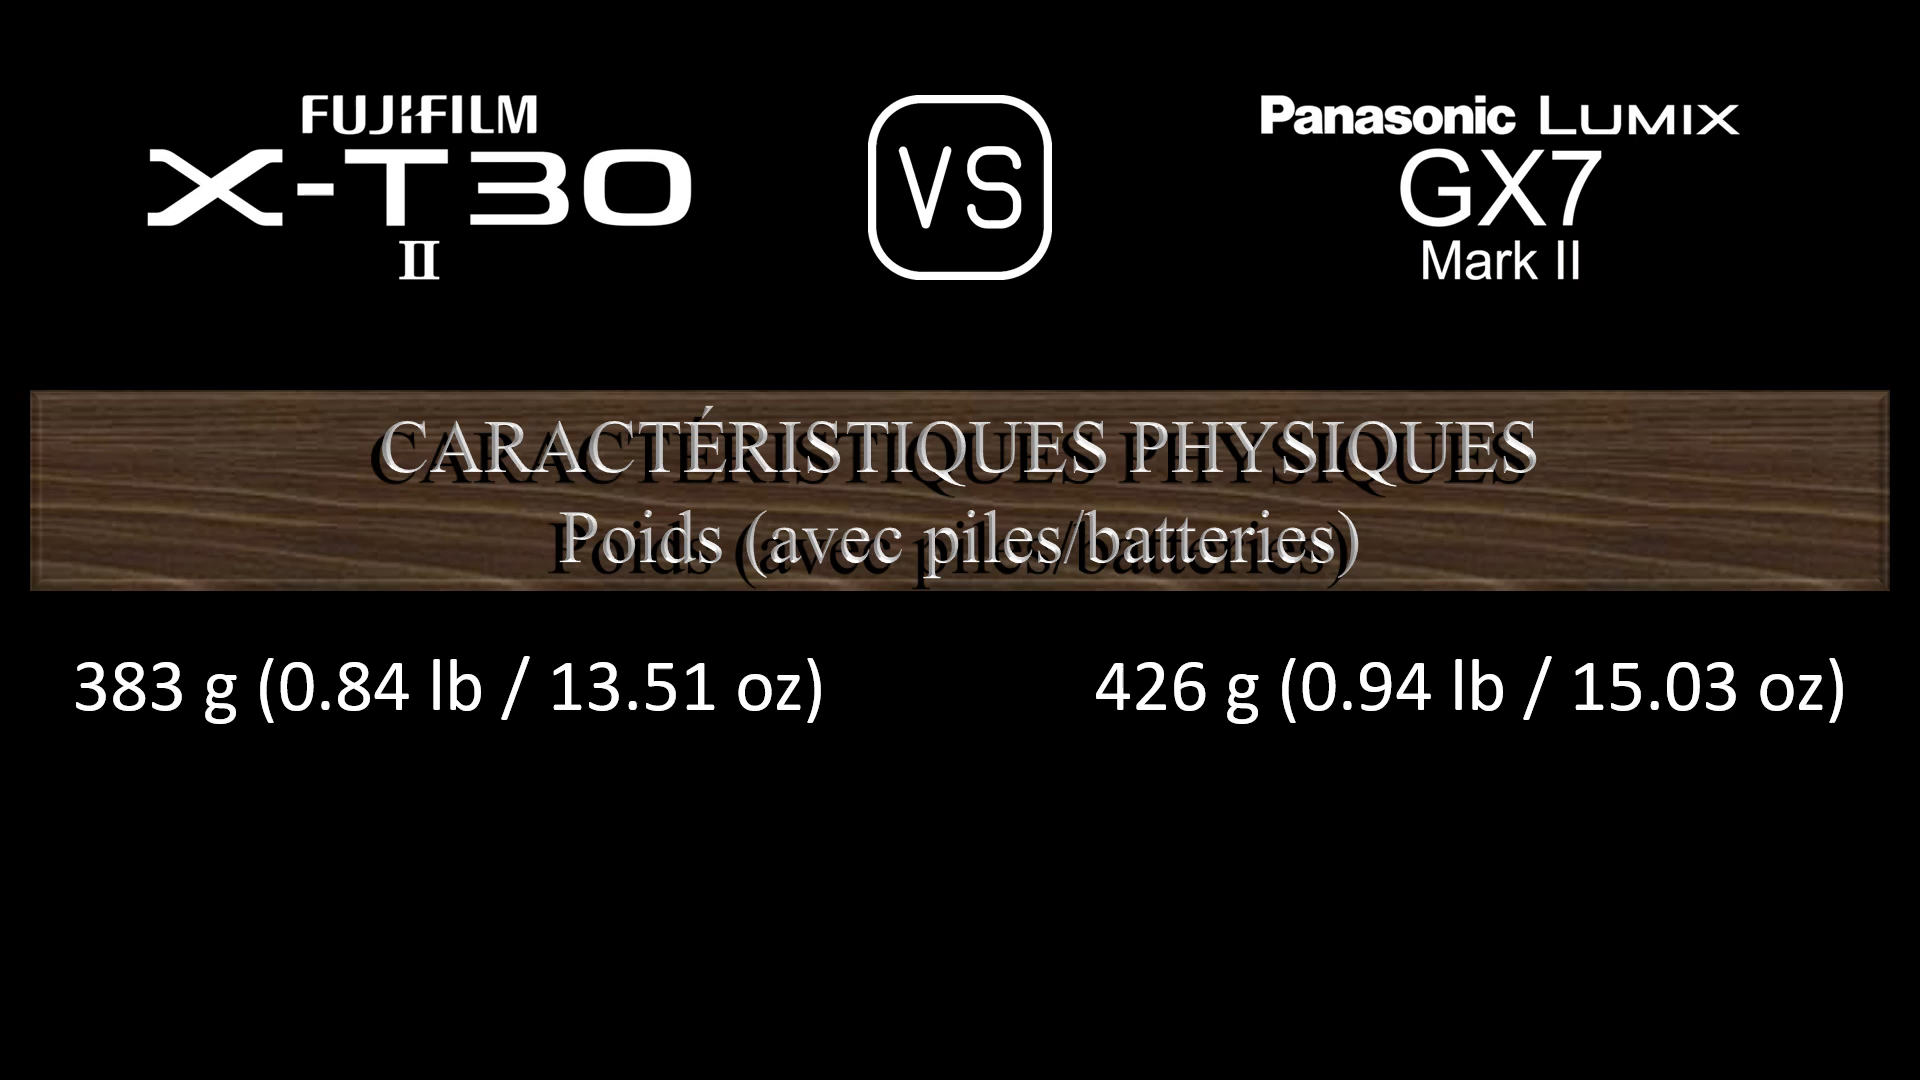 FUJIFILM
X-T30
II
VS
Panasonic LUMIX
GX7
Mark II
CARACTÉRISTIQUES PHYSIQUES
Poids (avec piles/batteries)
383 g (0.84 lb / 13.51 oz)
426 g (0.94 lb / 15.03 oz)